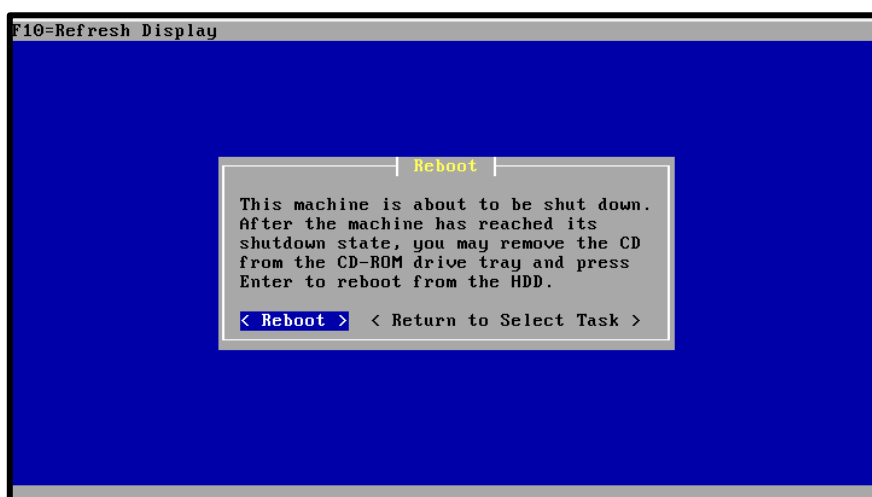 F10=Refresh Display
Reboot
This machine is about to be shut down.
After the machine has reached its
shutdown state, you may remove the CD
from the CD-ROM drive tray and press
Enter to reboot from the HDD.
< Reboot > < Return to Select Task >